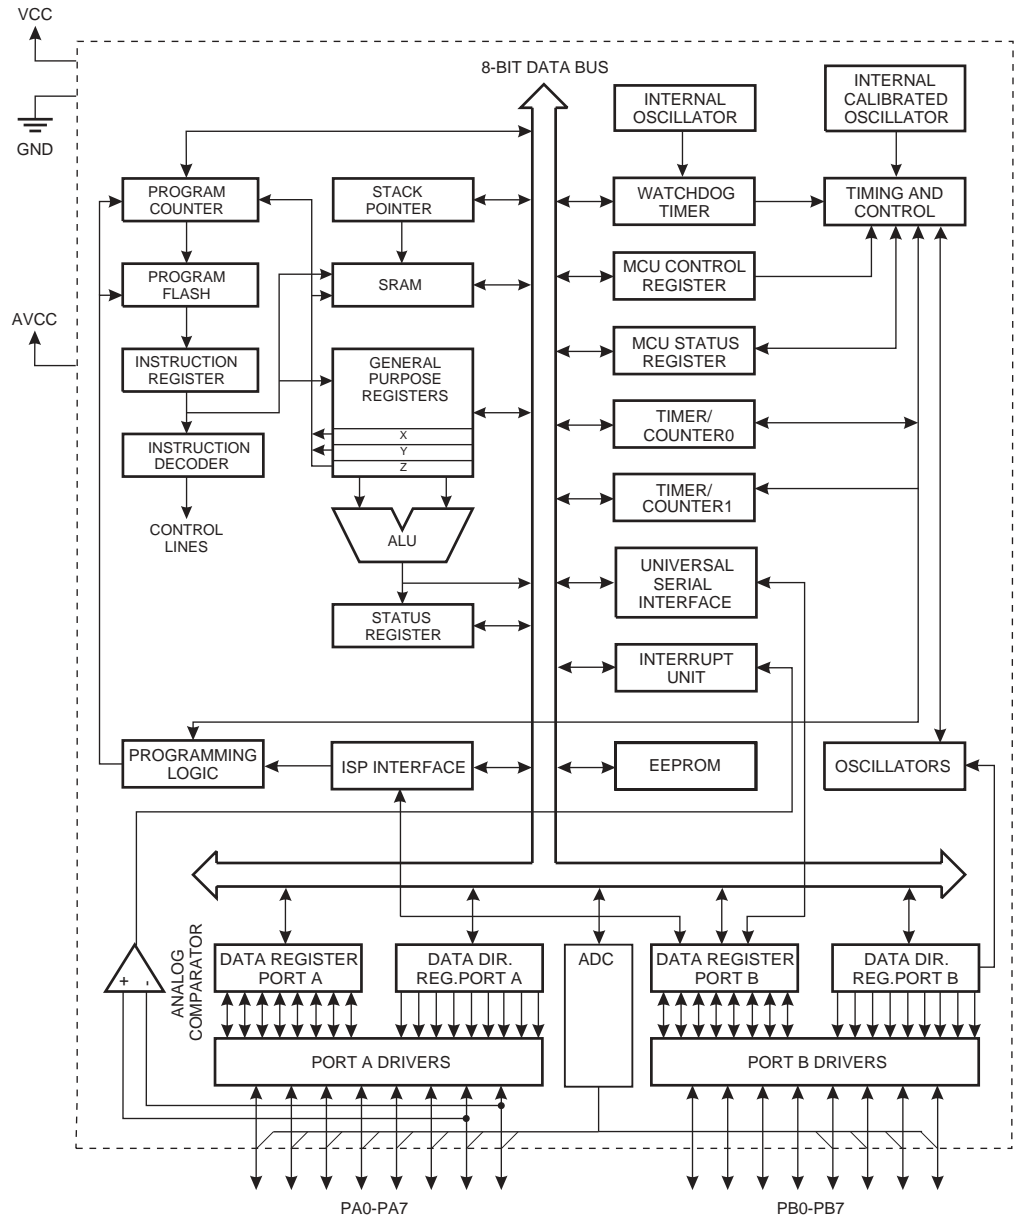 VCC
8-BIT DATA BUS
INTERNAL
OSCILLATOR
INTERNAL
CALIBRATED
OSCILLATOR
GND
PROGRAM
COUNTER
STACK
POINTER
WATCHDOG
TIMER
TIMING AND
CONTROL
PROGRAM
FLASH
SRAM
MCU CONTROL
REGISTER
AVCC
INSTRUCTION
REGISTER
GENERAL
PURPOSE
REGISTERS
X
Y
Z
MCU STATUS
REGISTER
INSTRUCTION
DECODER
TIMER/
COUNTER0
TIMER/
COUNTER1
CONTROL
LINES
ALU
UNIVERSAL
SERIAL
INTERFACE
STATUS
REGISTER
INTERRUPT
UNIT
PROGRAMMING
LOGIC
ISP INTERFACE
EEPROM
OSCILLATORS
+
-
ANALOG
COMPARATOR
DATA REGISTER
PORT A
DATA DIR.
REG.PORT A
ADC
DATA REGISTER
PORT B
DATA DIR.
REG.PORT B
PORT A DRIVERS
PORT B DRIVERS
PA0-PA7
PB0-PB7